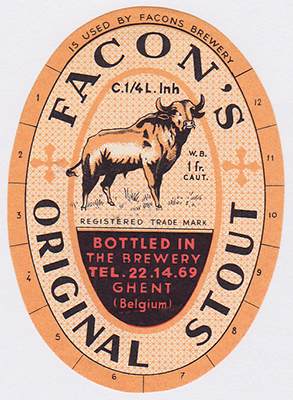 IS USED BY FACONS BREWERY
FACON'S
C.1/4 L. Inh
W.B.
1 fr.
CAUT.
REGISTERED TRADE MARK
BOTTLED IN
THE BREWERY
TEL. 22.14.69
GHENT
(Belgium)
ORIGINAL STOUT
1
2
3
4
5
6
7
8
9
10
11
12